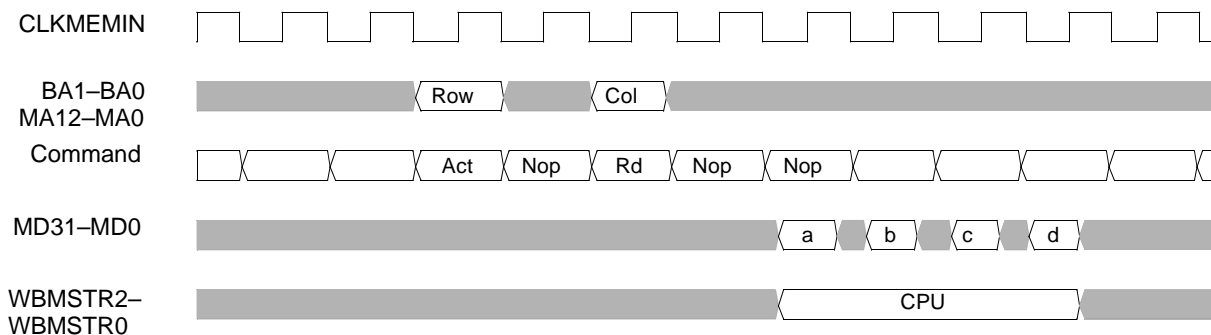 CLKMEMIN
BA1–BA0
MA12–MA0
Row Col
Command
Act Nop Rd Nop Nop
MD31–MD0
a b c d
WBMSTR2–
WBMSTR0
CPU